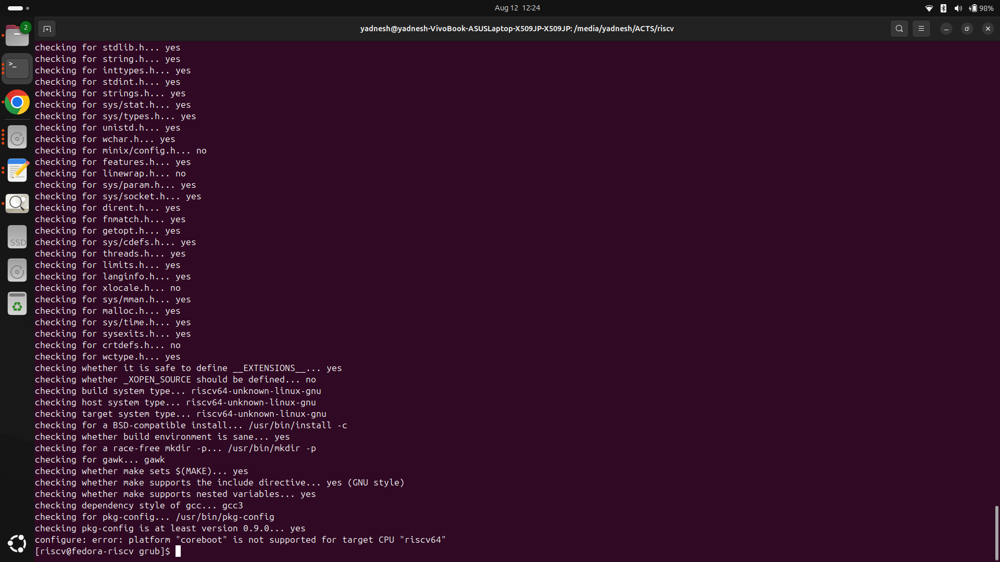 Aug 12 12:24
98%
2
yadnesh@yadnesh-VivoBook-ASUSLaptop-X509JP-X509JP: /media/yadnesh/ACTS/riscv
>_
SSD
checking for stdlib.h... yes
checking for string.h... yes
checking for inttypes.h... yes
checking for stdint.h... yes
checking for strings.h... yes
checking for sys/stat.h... yes
checking for sys/types.h... yes
checking for unistd.h... yes
checking for wchar.h... yes
checking for minix/config.h... no
checking for features.h... yes
checking for linewrap.h... no
checking for sys/param.h... yes
checking for sys/socket.h... yes
checking for dirent.h... yes
checking for fnmatch.h... yes
checking for getopt.h... yes
checking for sys/cdefs.h... yes
checking for threads.h... yes
checking for limits.h... yes
checking for langinfo.h... yes
checking for xlocale.h... no
checking for sys/mman.h... yes
checking for malloc.h... yes
checking for sys/time.h... yes
checking for sysexits.h... yes
checking for crtdefs.h... no
checking for wctype.h... yes
checking whether it is safe to define __EXTENSIONS__... yes
checking whether _XOPEN_SOURCE should be defined... no
checking build system type... riscv64-unknown-linux-gnu
checking host system type... riscv64-unknown-linux-gnu
checking target system type... riscv64-unknown-linux-gnu
checking for a BSD-compatible install... /usr/bin/install -c
checking whether build environment is sane... yes
checking for a race-free mkdir -p... /usr/bin/mkdir -p
checking for gawk... gawk
checking whether make sets $(MAKE)... yes
checking whether make supports the include directive... yes (GNU style)
checking whether make supports nested variables... yes
checking dependency style of gcc... gcc3
checking for pkg-config... /usr/bin/pkg-config
checking pkg-config is at least version 0.9.0... yes
configure: error: platform "coreboot" is not supported for target CPU "riscv64"
[riscv@fedora-riscv grub]$